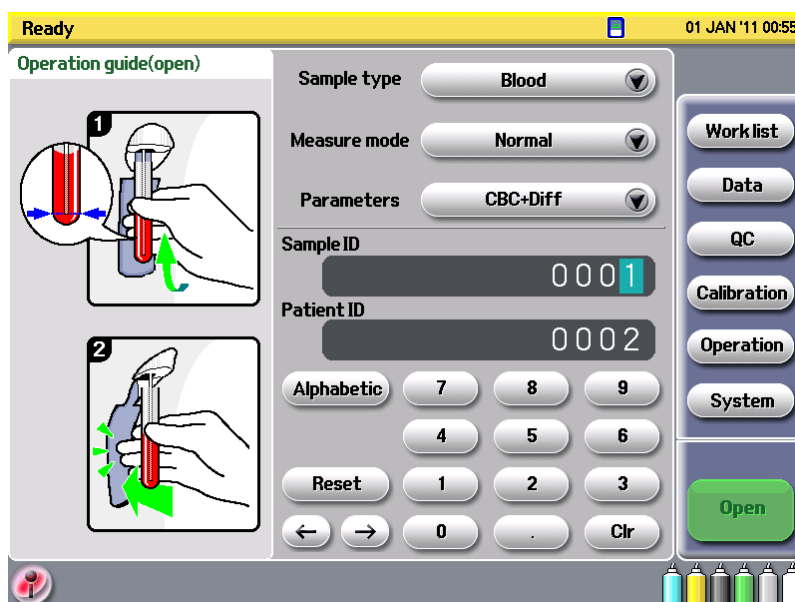 Ready
01 JAN '11 00:55
Operation guide(open)
1
2
Sample type Blood
Measure mode Normal
Parameters CBC+Diff
Sample ID
0001
Patient ID
0002
Alphabetic 7 8 9
4 5 6
Reset 1 2 3
← → 0 . Clr
Work list
Data
QC
Calibration
Operation
System
Open